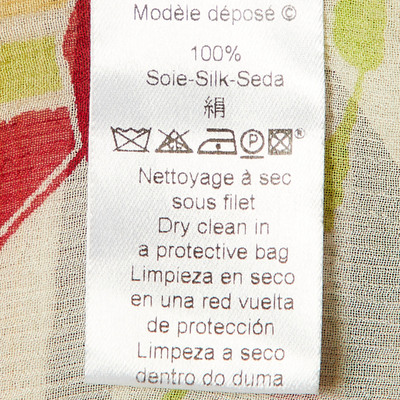 Modèle déposé ©
100%
Soie-Silk-Seda
絹
P ®
Nettoyage à sec
sous filet
Dry clean in
a protective bag
Limpieza en seco
en una red vuelta
de protección
Limpeza a seco
dentro do duma